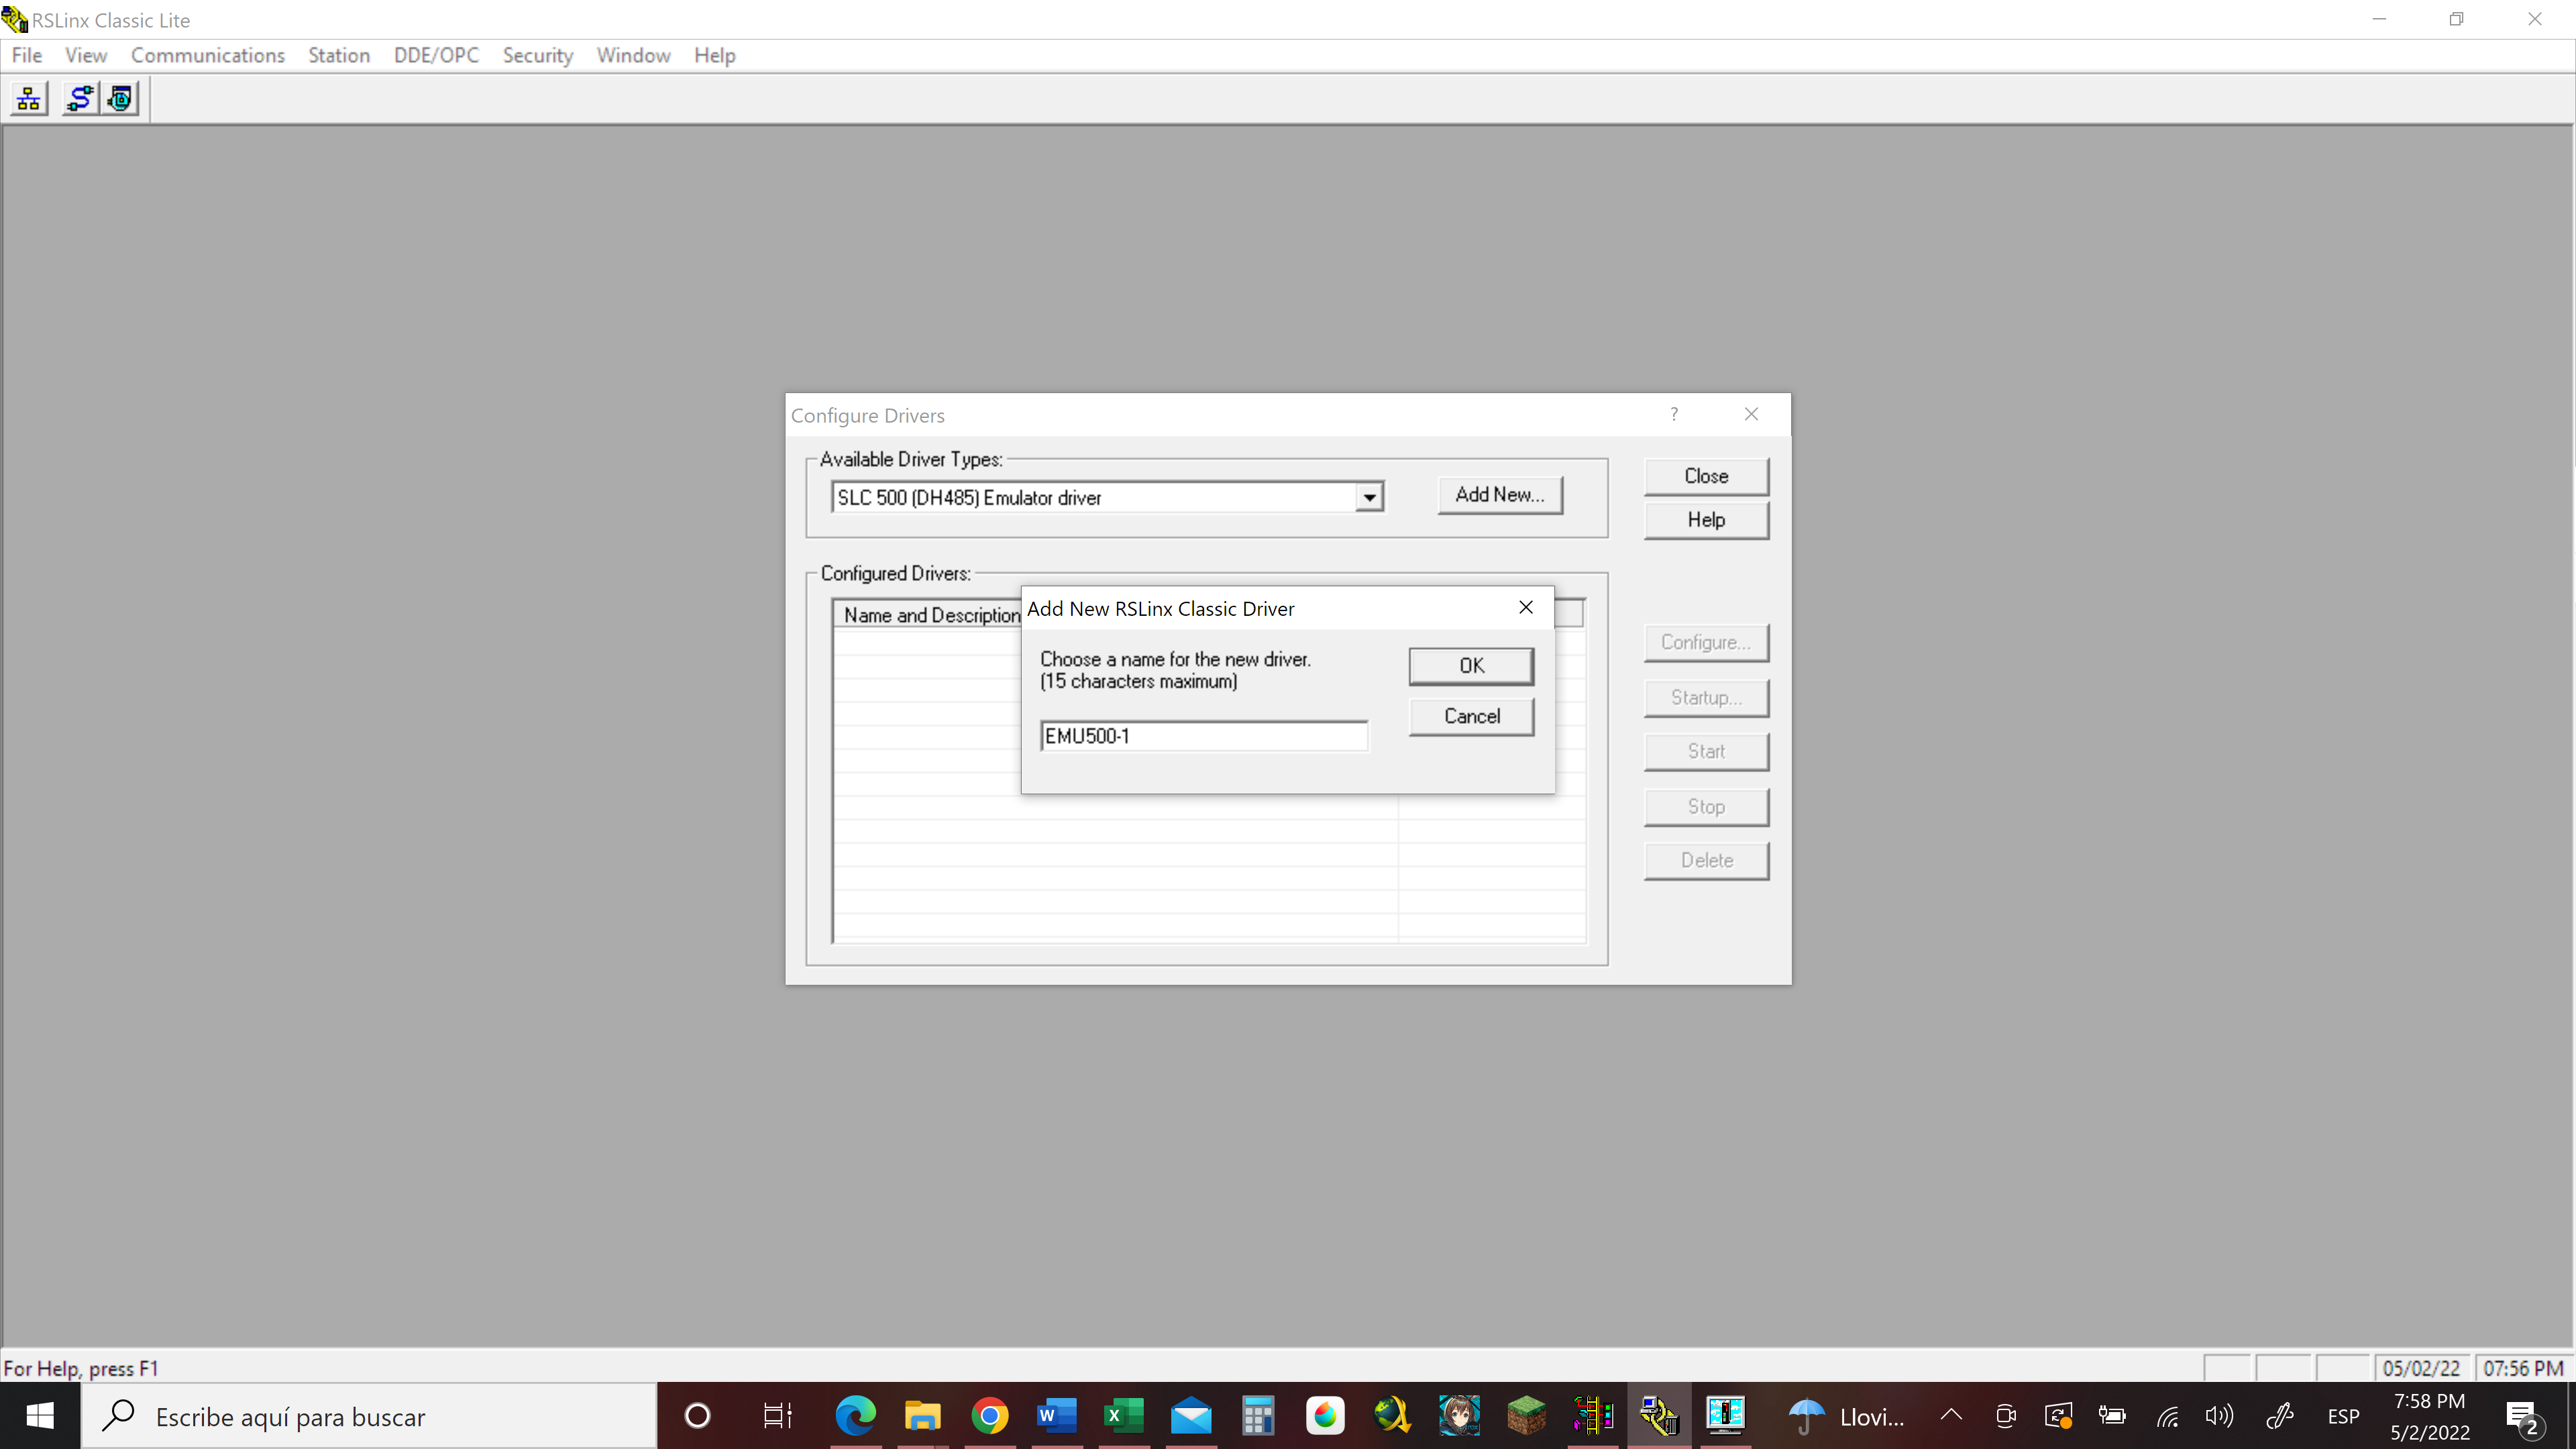 RSLinx Classic Lite
File View Communications Station DDE/OPC Security Window Help
Configure Drivers
?
Available Driver Types:
SLC 500 (DH485) Emulator driver
Add New...
Close
Help
Configured Drivers:
Name and Description
Add New RSLinx Classic Driver
Choose a name for the new driver.
(15 characters maximum)
EMU500-1
OK
Cancel
Configure...
Startup...
Start
Stop
Delete
For Help, press F1
05/02/22
07:56 PM
Escribe aquí para buscar
Llovi...
ESP
7:58 PM
5/2/2022
2